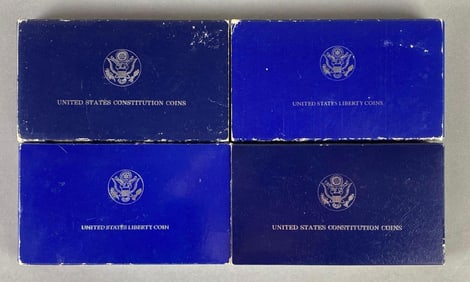 UNITED STATES CONSTITUTION COINS
UNITED STATES LIBERTY COINS
UNITED STATES LIBERTY COIN
UNITED STATES CONSTITUTION COINS